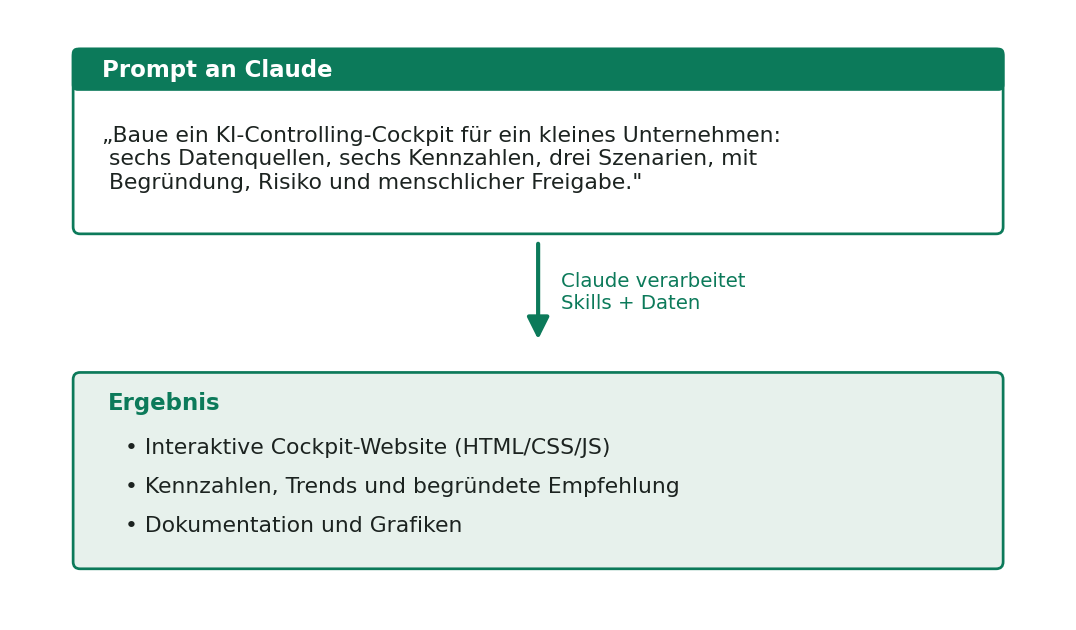 Prompt an Claude
„Baue ein KI-Controlling-Cockpit für ein kleines Unternehmen:
sechs Datenquellen, sechs Kennzahlen, drei Szenarien, mit
Begründung, Risiko und menschlicher Freigabe."
Claude verarbeitet
Skills + Daten
Ergebnis
• Interaktive Cockpit-Website (HTML/CSS/JS)
• Kennzahlen, Trends und begründete Empfehlung
• Dokumentation und Grafiken